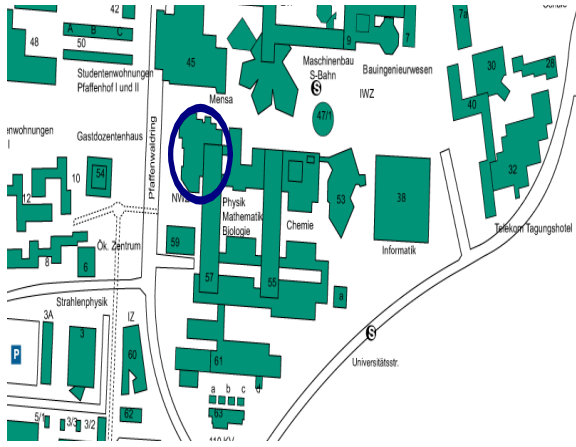 42
7a
A B C
48
50
9
7
45
Maschinenbau
S-Bahn
S
Bauingenieurwesen
IWZ
30
28
Studentenwohnungen
Pfaffenhof I und II
Mensa
47/1
40
Gastdozentenhaus
Pfaffenwaldring
32
54
10
12
53
38
Physik
Mathematik
Biologie
Chemie
Informatik
Telekom Tagungshotel
Ök. Zentrum
59
8
6
57
55
a
Strahlenphysik
3A
3
IZ
60
S
Universitätsstr.
P
61
a b c d
5/1
3/3
3/2
62
63
110 KV